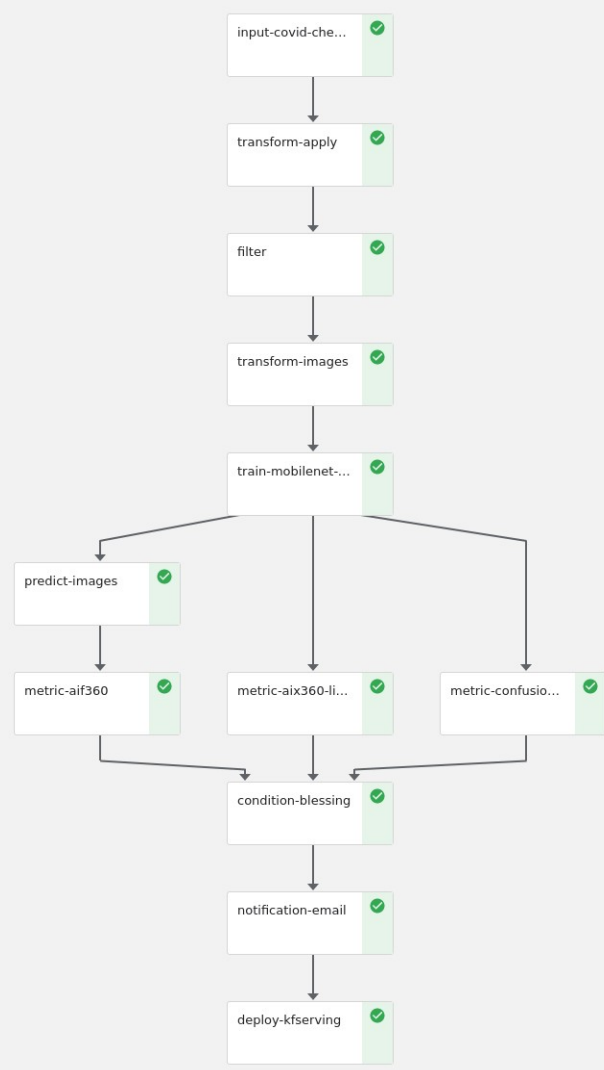 input-covid-che...
transform-apply
filter
transform-images
train-mobilenet-...
predict-images
metric-aif360
metric-aix360-li...
metric-confusio...
condition-blessing
notification-email
deploy-kfserving